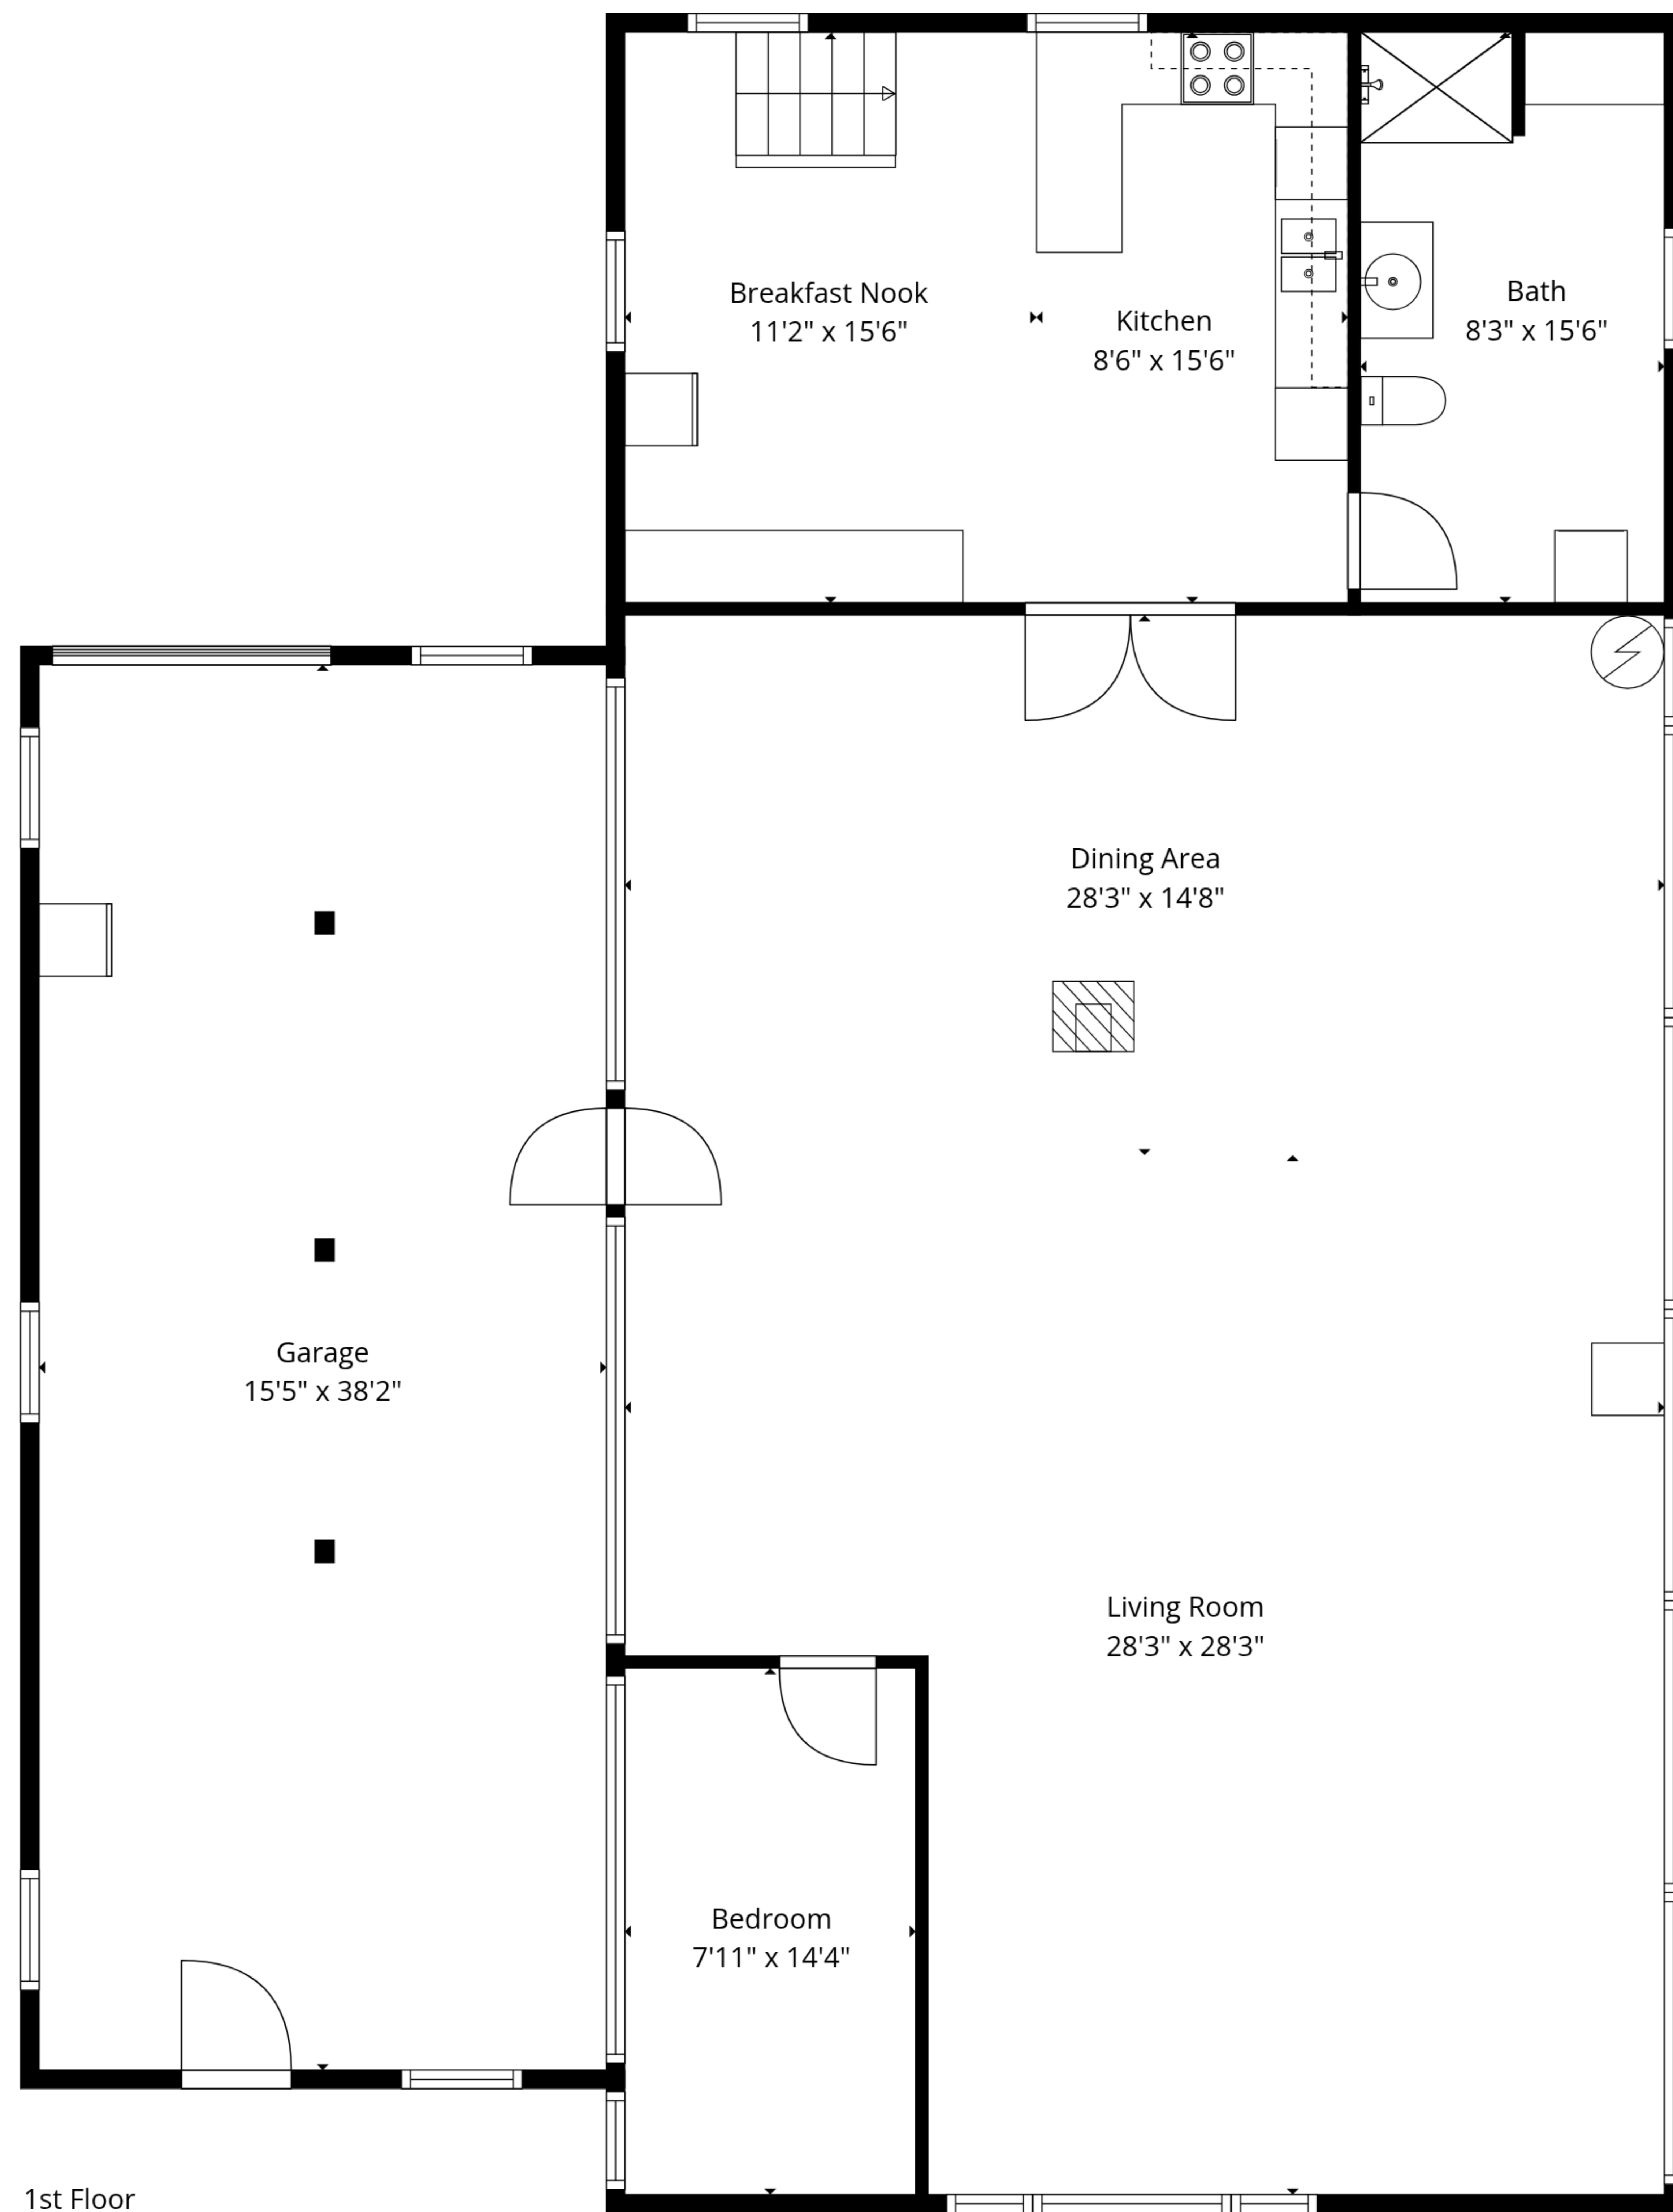 Breakfast Nook
11'2" x 15'6"
Kitchen
8'6" x 15'6"
Bath
8'3" x 15'6"
Dining Area
28'3" x 14'8"
Garage
15'5" x 38'2"
Living Room
28'3" x 28'3"
Bedroom
7'11" x 14'4"
1st Floor